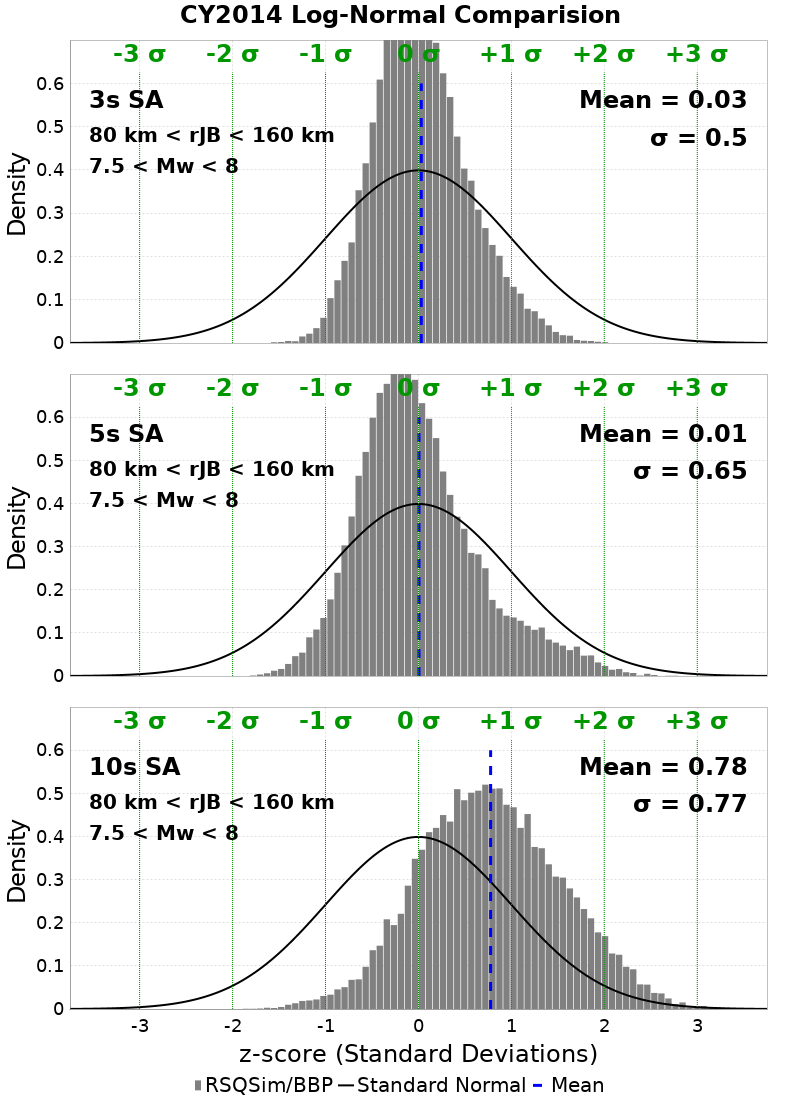 CY2014 Log-Normal Comparision
-3 σ -2 σ -1 σ 0 σ +1 σ +2 σ +3 σ
3s SA
80 km < rJB < 160 km
7.5 < Mw < 8
Mean = 0.03
σ = 0.5
0.6
0.5
0.4
0.3
0.2
0.1
0
Density
-3 σ -2 σ -1 σ 0 σ +1 σ +2 σ +3 σ
5s SA
80 km < rJB < 160 km
7.5 < Mw < 8
Mean = 0.01
σ = 0.65
0.6
0.5
0.4
0.3
0.2
0.1
0
Density
-3 σ -2 σ -1 σ 0 σ +1 σ +2 σ +3 σ
10s SA
80 km < rJB < 160 km
7.5 < Mw < 8
Mean = 0.78
σ = 0.77
0.6
0.5
0.4
0.3
0.2
0.1
0
Density
-3 -2 -1 0 1 2 3
z-score (Standard Deviations)
RSQSim/BBP Standard Normal Mean